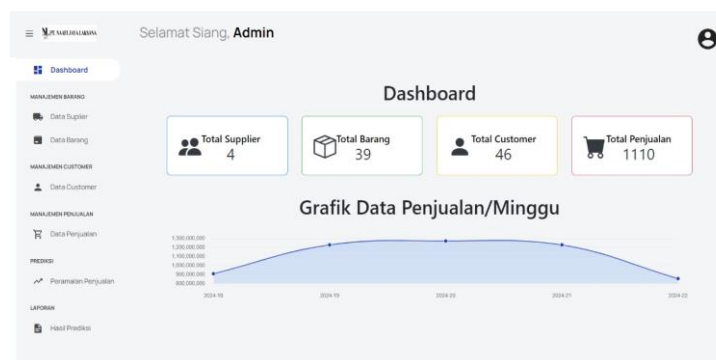 Selamat Siang, Admin
Dashboard
MANAJEMEN BARANG
Data Suplier
Data Barang
MANAJEMEN CUSTOMER
Data Customer
MANAJEMEN PENJUALAN
Data Penjualan
PREDIKSI
Peramalan Penjualan
LAPORAN
Hasil Prediksi
Dashboard
Total Supplier
4
Total Barang
39
Total Customer
46
Total Penjualan
1110
Grafik Data Penjualan/Minggu
1,300,000,000
1,200,000,000
1,100,000,000
1,000,000,000
900,000,000
800,000,000
2024-18
2024-19
2024-20
2024-21
2024-22